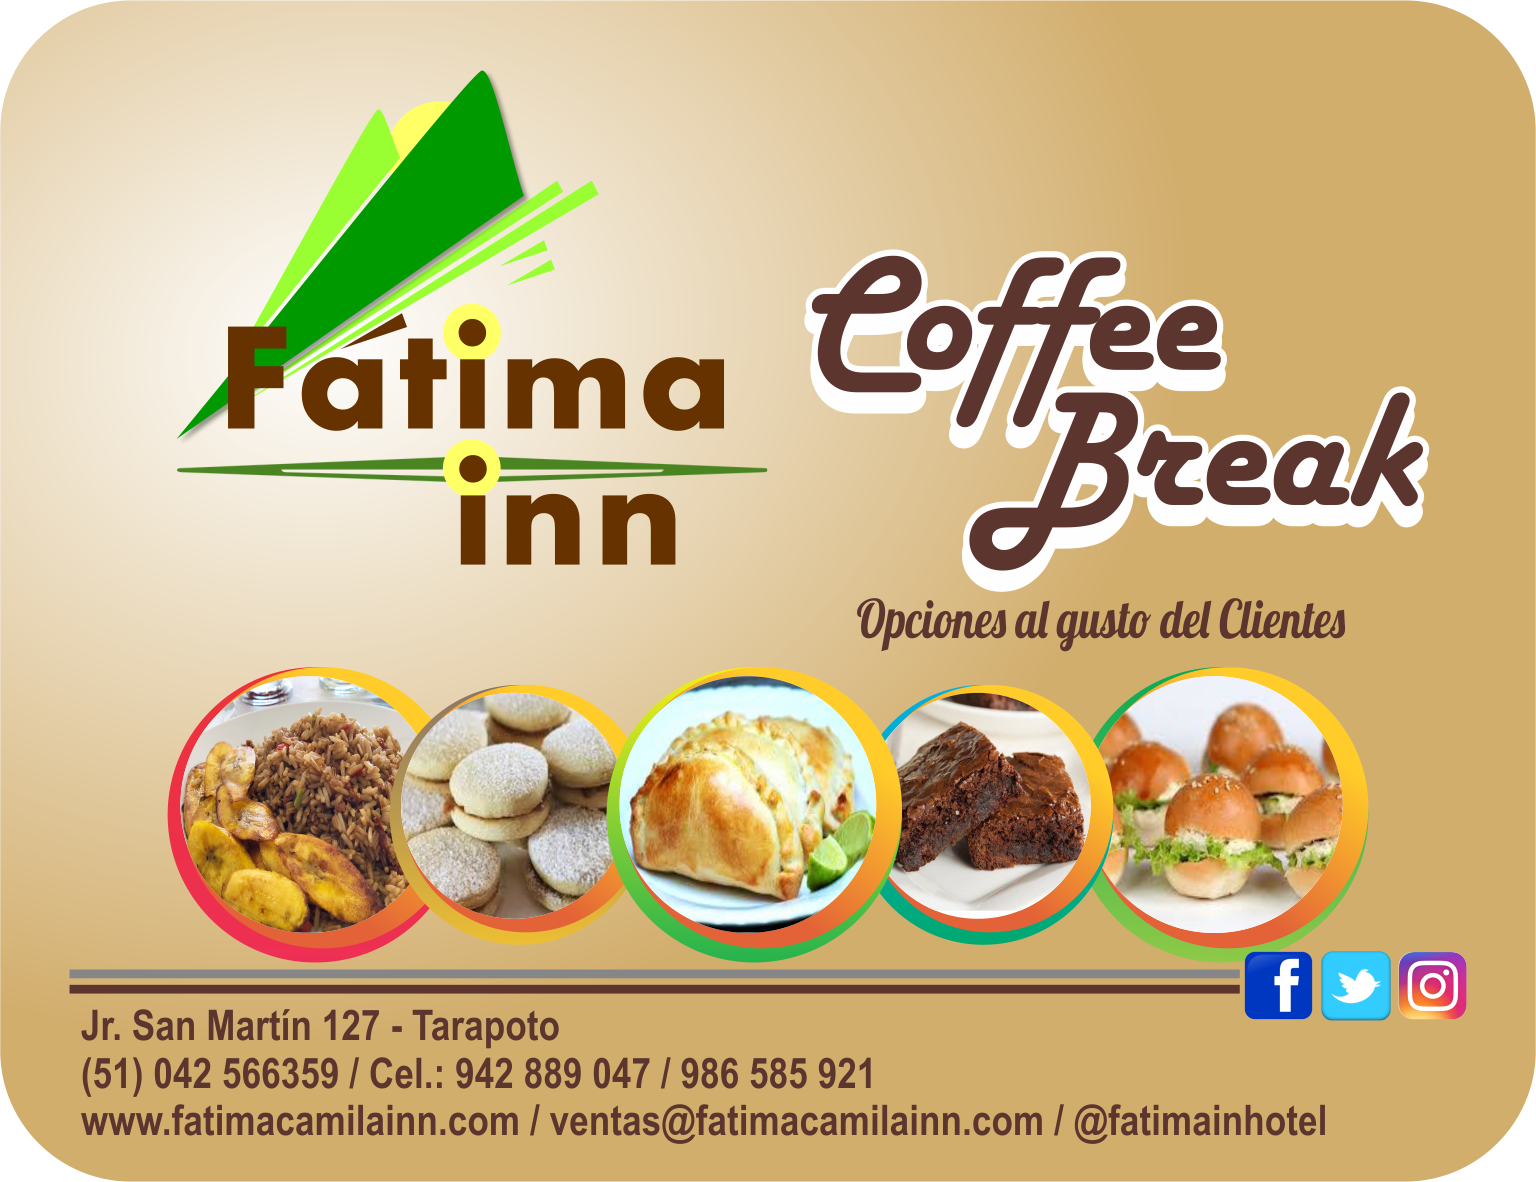 Fátima
inn
Coffee
Break
Opciones al gusto del Clientes
Jr. San Martín 127 - Tarapoto
(51) 042 566359 / Cel.: 942 889 047 / 986 585 921
www.fatimacamilainn.com / ventas@fatimacamilainn.com / @fatimainhotel